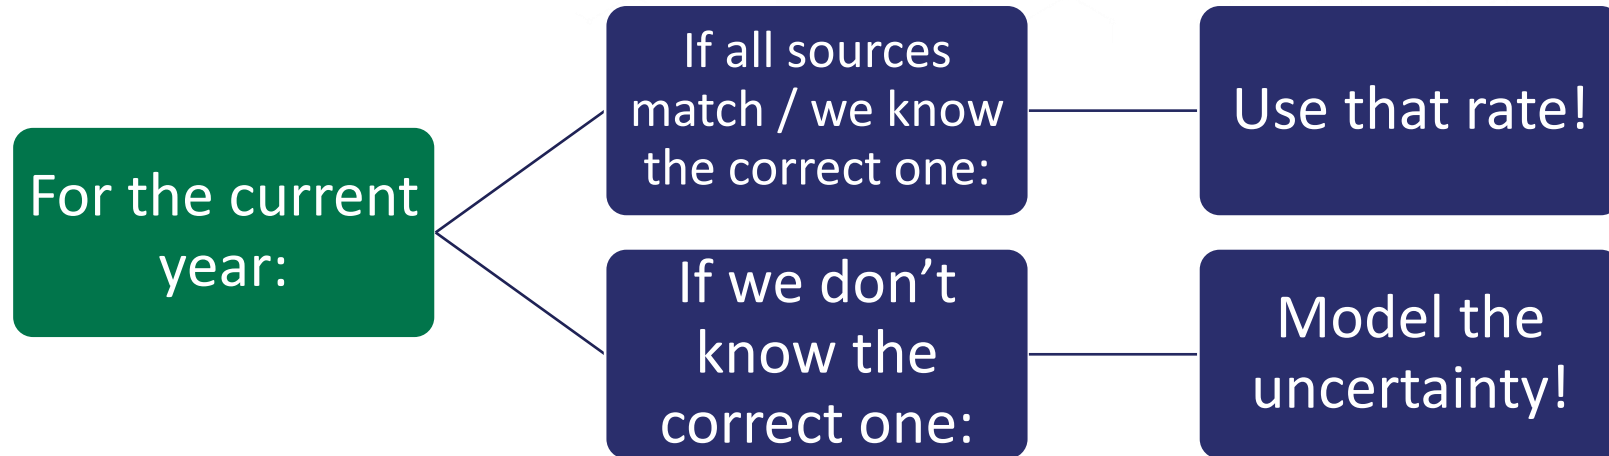 For the current
year:
If all sources
match / we know
the correct one:
Use that rate!
If we don’t
know the
correct one:
Model the
uncertainty!